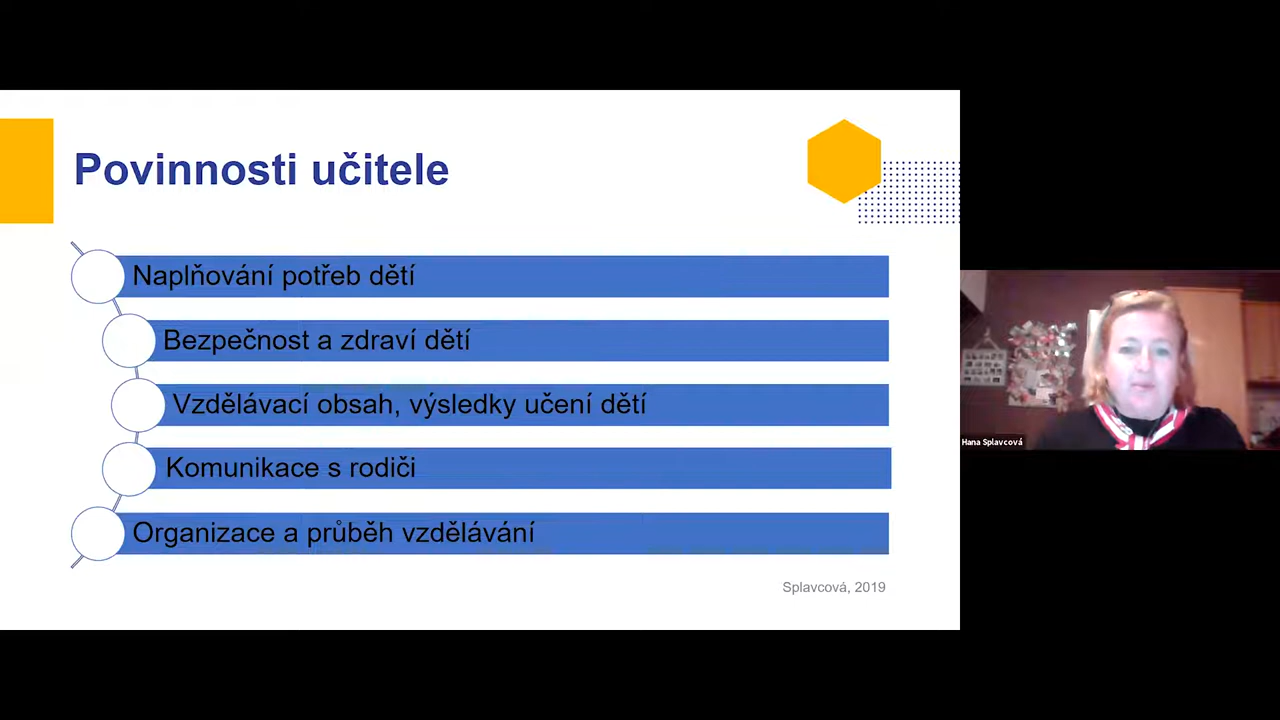 Povinnosti učitele
Naplňování potřeb dětí
Bezpečnost a zdraví dětí
Vzdělávací obsah, výsledky učení dětí
Komunikace s rodiči
Organizace a průběh vzdělávání
Splavcová, 2019
Hana Splavcová